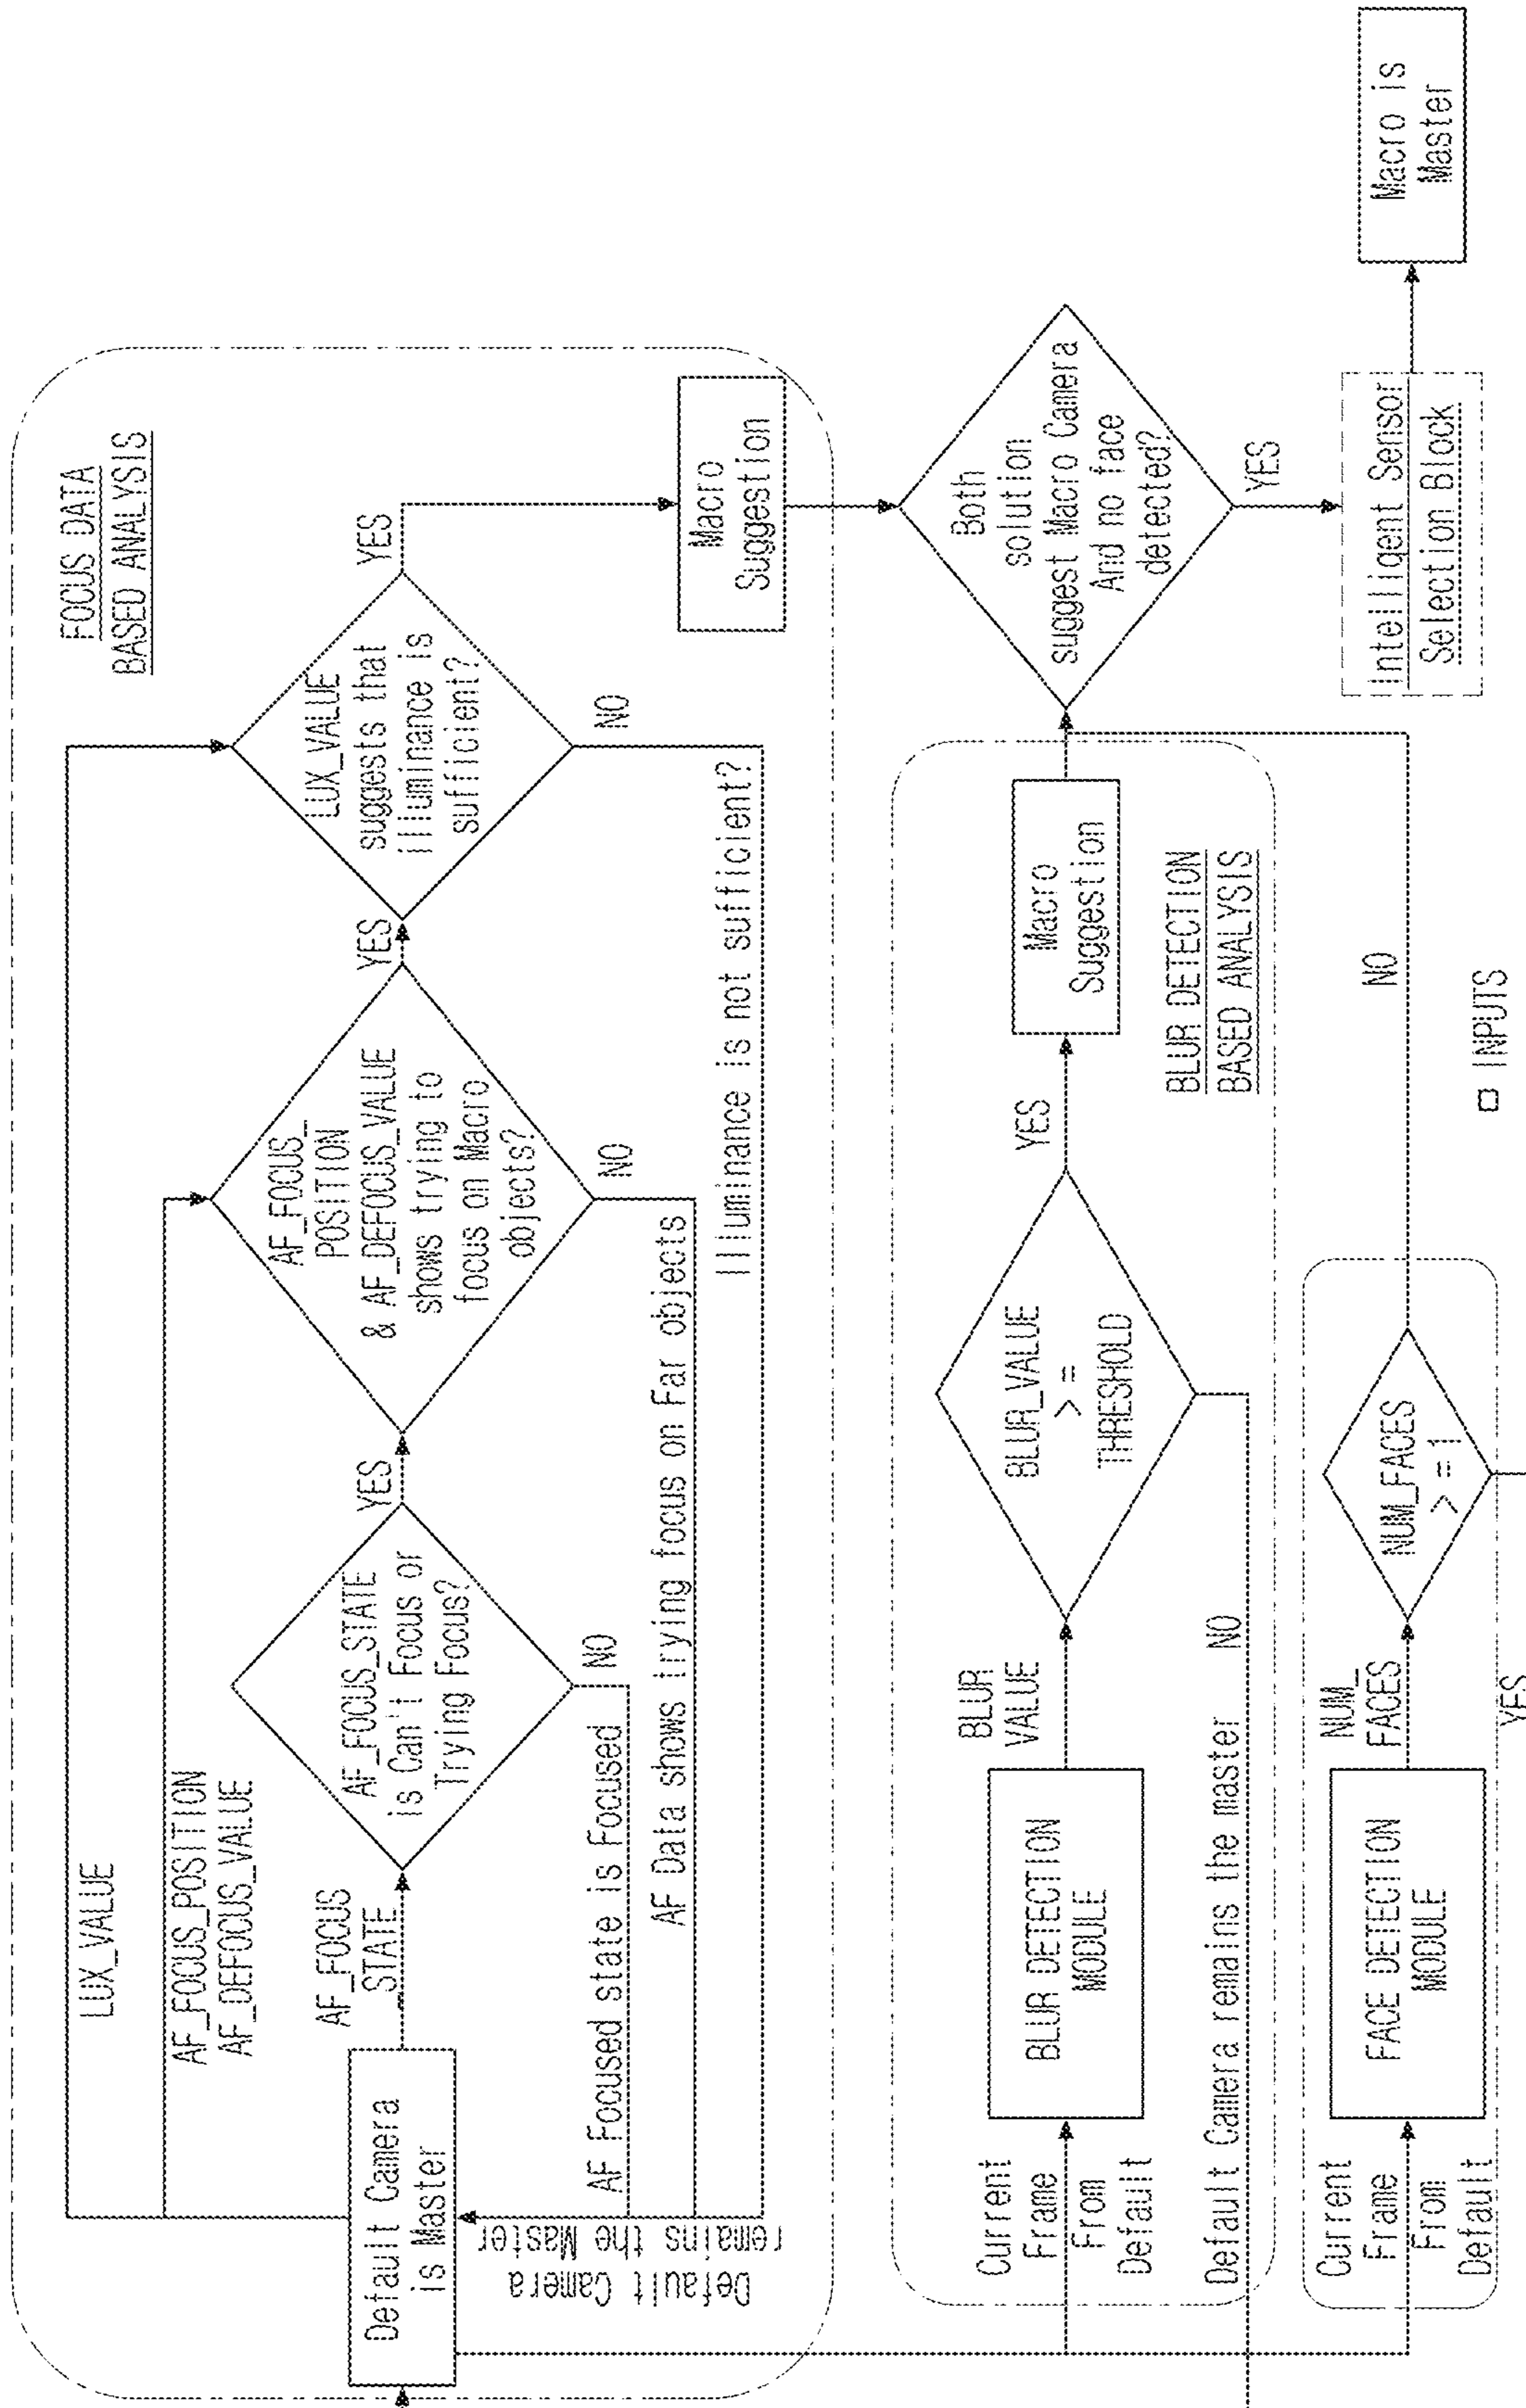 FOCUS DATA
BASED ANALYSIS
LUX_VALUE
AF_FOCUS_POSITION
AF_DEFOCUS_VALUE
Default Camera
is Master
AF_FOCUS
_STATE
AF_FOCUS_STATE
is Can't Focus or
Trying Focus?
YES
NO
AF_FOCUS_
POSITION
& AF_DEFOCUS_VALUE
shows trying to
focus on Macro
objects?
YES
NO
LUX_VALUE
suggests that
illuminance is
sufficient?
YES
NO
AF Focused state is Focused
AF Data shows trying focus on Far objects
Illuminance is not sufficient?
Default Camera
remains the Master
Macro
Suggestion
Both
solution
suggest Macro Camera
And no face
detected?
YES
Intelligent Sensor
Selection Block
Macro is
Master
Current
Frame
From
Default
BLUR DETECTION
MODULE
BLUR
VALUE
BLUR_VALUE
>=
THRESHOLD
YES
Macro
Suggestion
BLUR DETECTION
BASED ANALYSIS
Default Camera remains the master
NO
Current
Frame
From
Default
FACE DETECTION
MODULE
NUM_
FACES
NUM_FACES
>=1
NO
YES
INPUTS